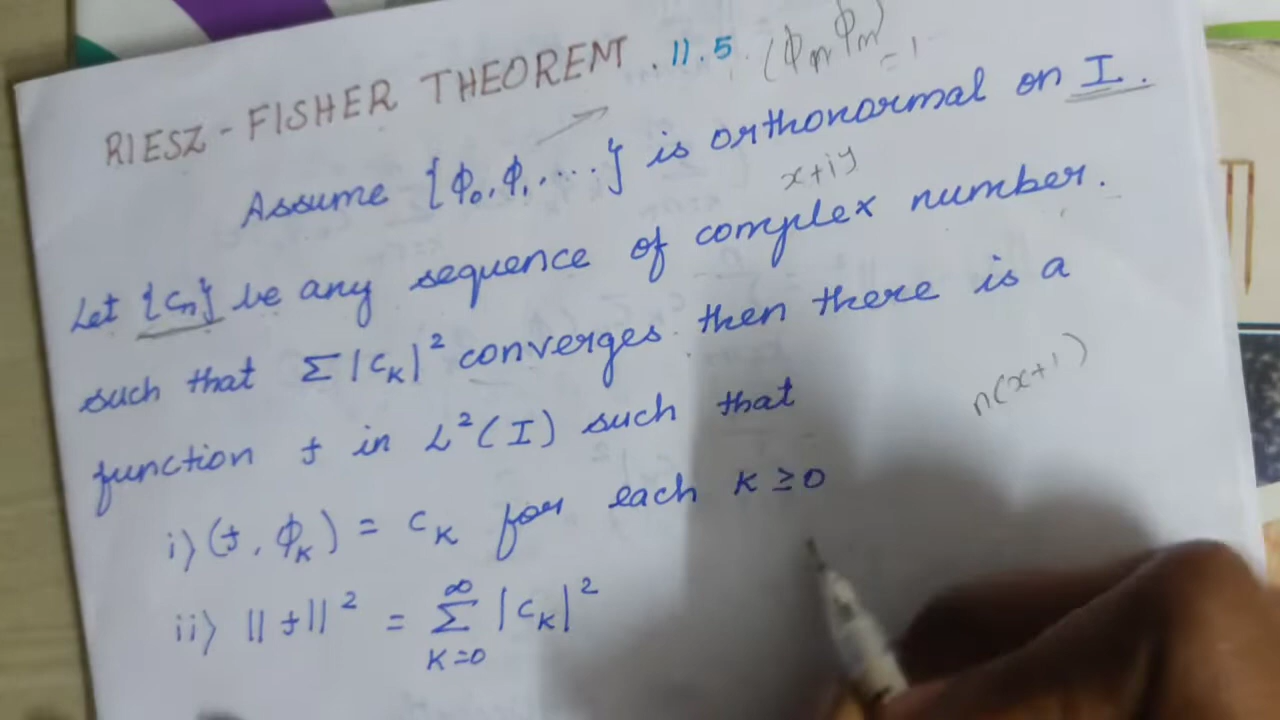 RIESZ - FISHER THEOREM . 11.5 (ϕm, ϕn) = 1
Assume {ϕ₀, ϕ₁, .....} is orthonormal on I.
x+iy
Let {cn} be any sequence of complex number.
such that Σ|cK|² converges. then there is a
function f in L²(I) such that
n(x+1)
i) (f, ϕK) = cK for each K ≥ 0
ii) ||f||² = Σ K=0 ∞ |cK|²